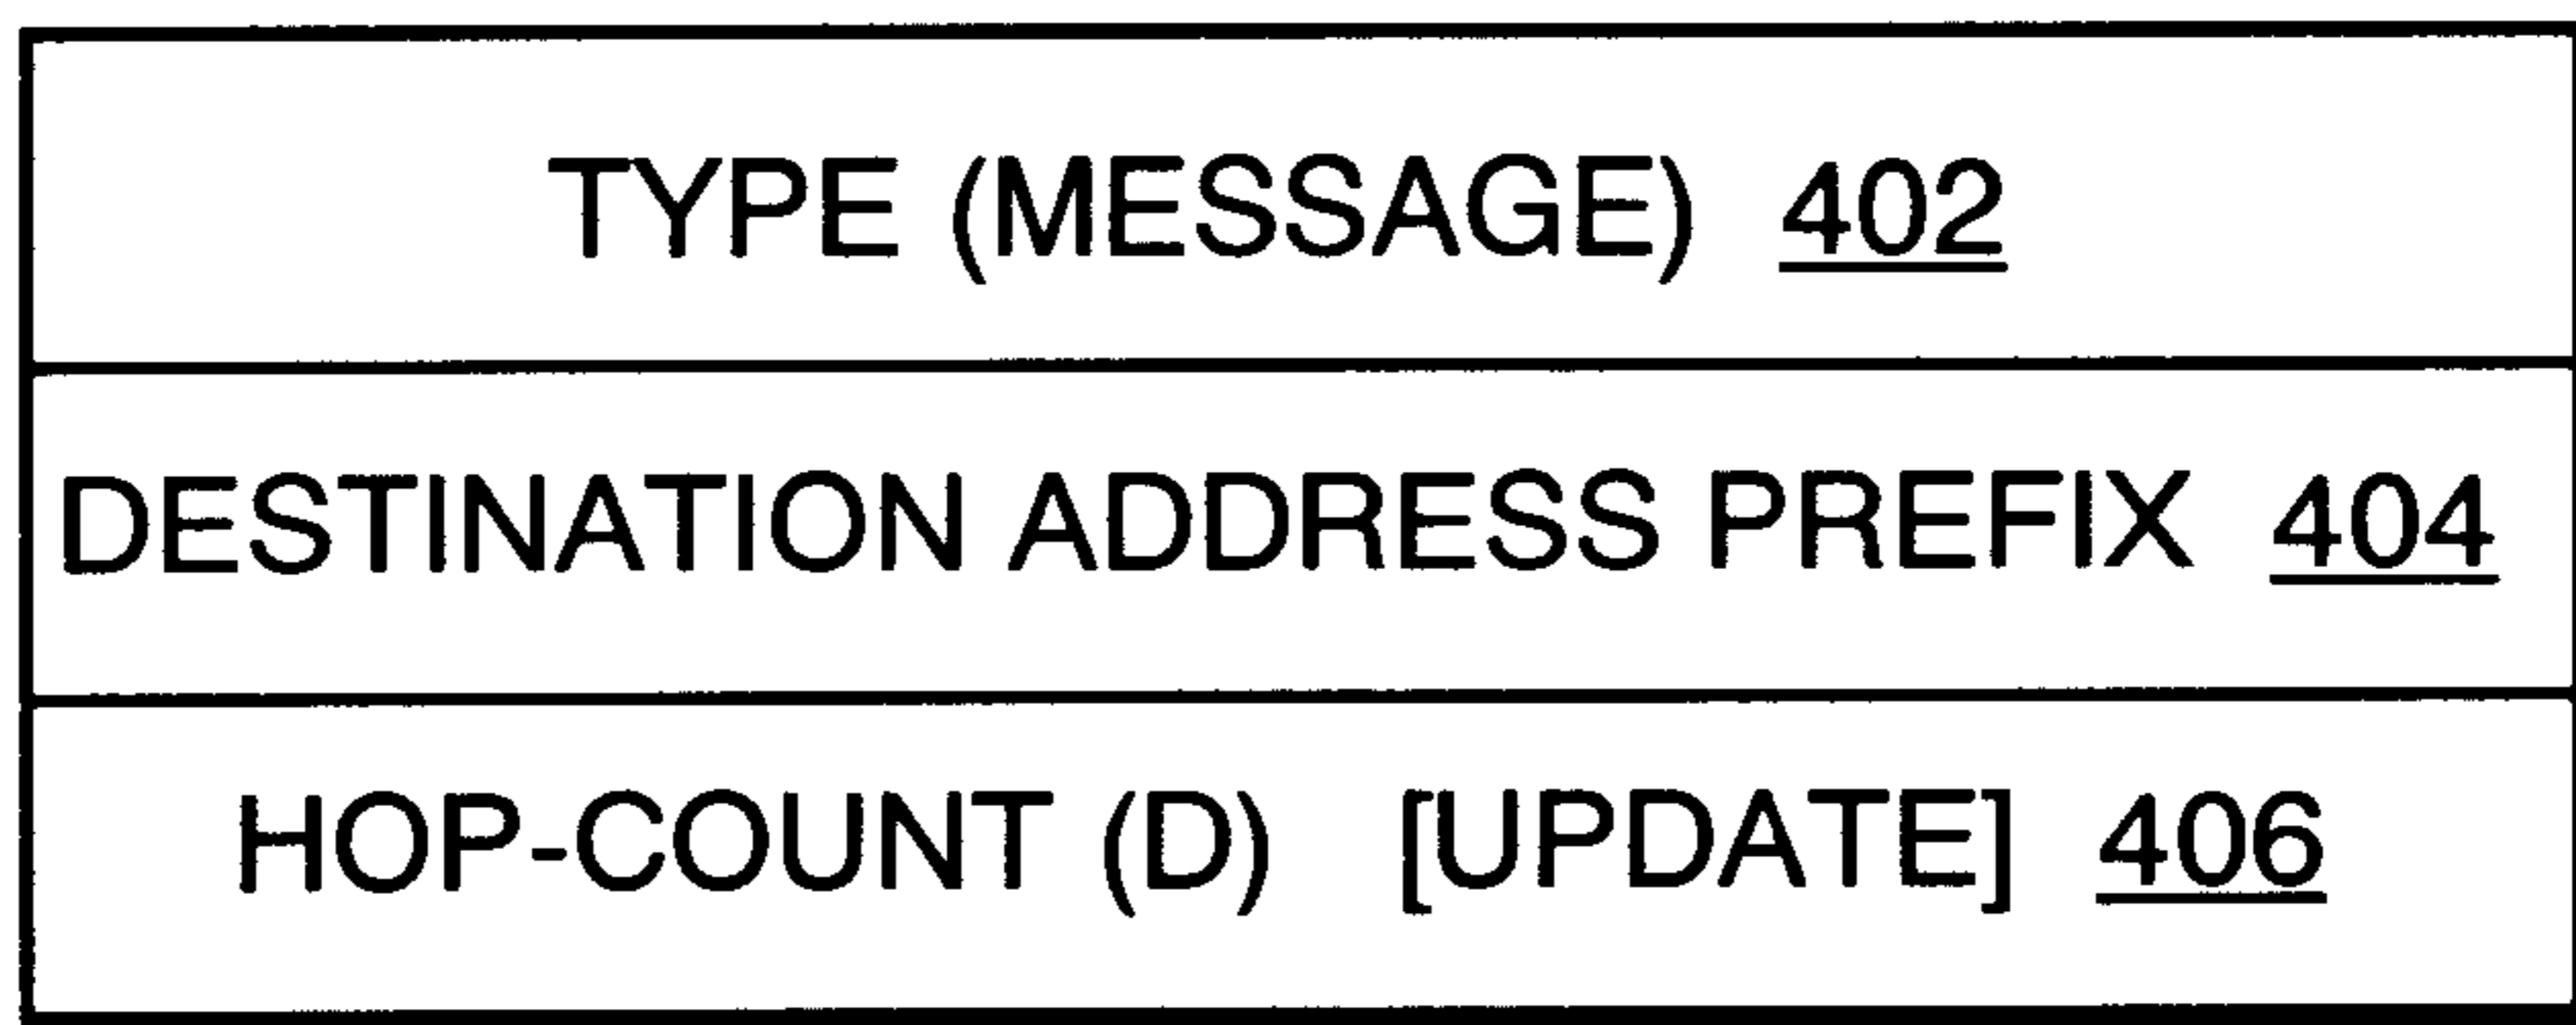 TYPE (MESSAGE) 402
DESTINATION ADDRESS PREFIX 404
HOP-COUNT (D) [UPDATE] 406